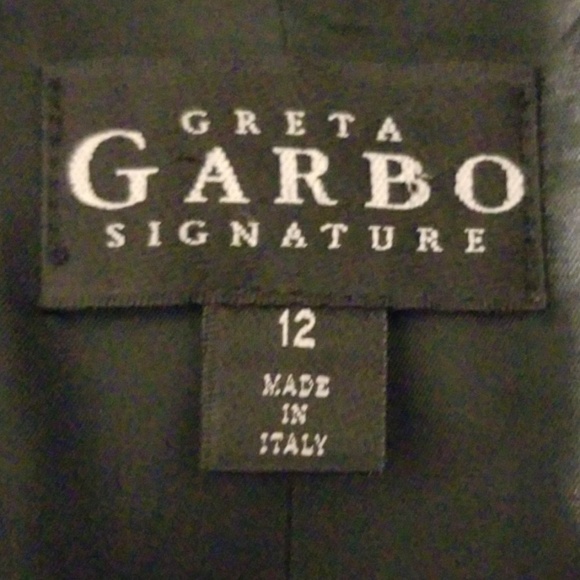 GRETA
GARBO
SIGNATURE
12
MADE
IN
ITALY